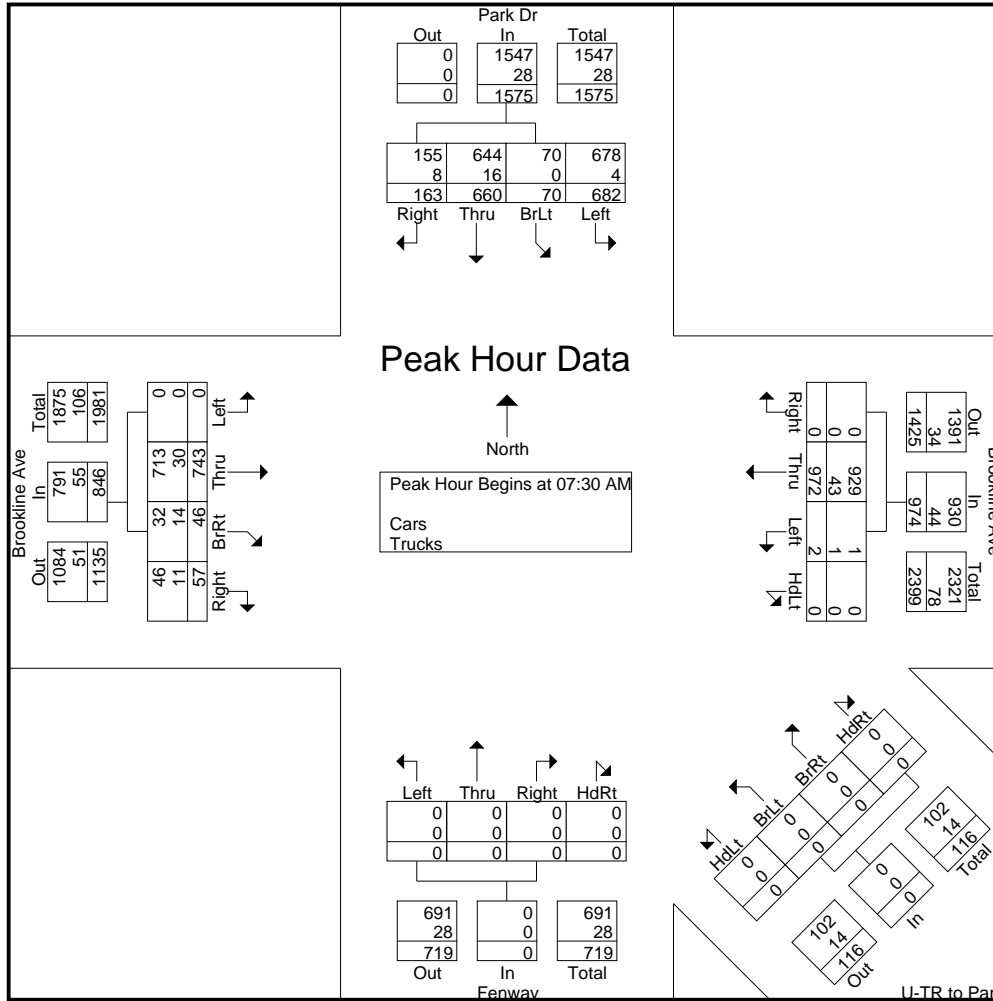 Park Dr
Out In Total
0 1547 1547
0 28 28
0 1575 1575
155 644 70 678
8 16 0 4
163 660 70 682
Right Thru BrLt Left
Peak Hour Data
North
Peak Hour Begins at 07:30 AM
Cars
Trucks
Brookline Ave
Total In Out
1875 791 1084
106 55 51
1981 846 1135
0 713 32 46
0 30 14 11
0 743 46 57
Left Thru BrRt Right
Right Thru Left HdLt
0 972 2 0
0 43 1 0
0 929 1 0
Out In Total
1391 930 2321
34 44 78
1425 974 2399
Brookline Ave
Left Thru Right HdRt
0 0 0 0
0 0 0 0
0 0 0 0
691 0 691
28 0 28
719 0 719
Out In Total
Fenway
HdLt BrLt BrRt HdRt
0 0 0 0
0 0 0 0
0 0 0 0
102 0 102
14 0 14
116 0 116
Out In Total
U-TR to Par